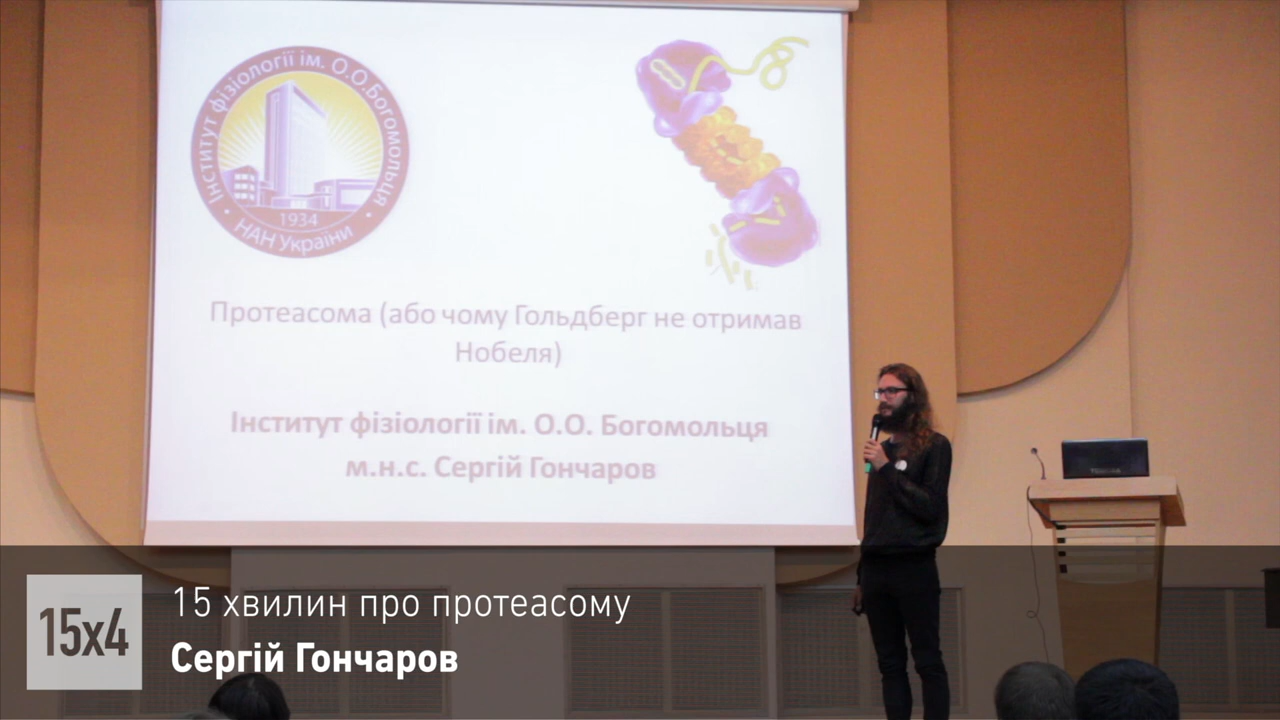 Інститут фізіології ім. О.О.Богомольця
1934
• НАН України •
Протеасома (або чому Гольдберг не отримав
Нобеля)
Інститут фізіології ім. О.О. Богомольця
м.н.с. Сергій Гончаров
15x4
15 хвилин про протеасому
Сергій Гончаров